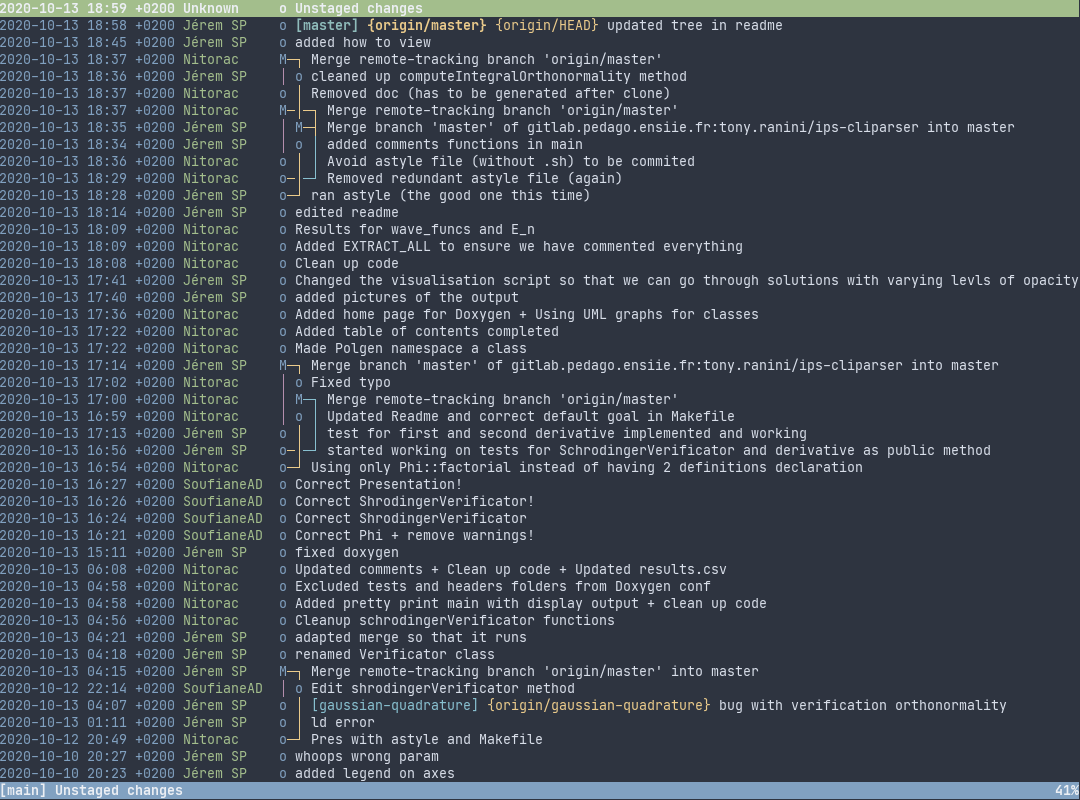 2020-10-13 18:59 +0200 Unknown o Unstaged changes
2020-10-13 18:58 +0200 Jérem SP o [master] {origin/master} {origin/HEAD} updated tree in readme
2020-10-13 18:45 +0200 Jérem SP o added how to view
2020-10-13 18:37 +0200 Nitorac M─┐ Merge remote-tracking branch 'origin/master'
2020-10-13 18:36 +0200 Jérem SP │ o cleaned up computeIntegralOrthonormality method
2020-10-13 18:37 +0200 Nitorac o │ Removed doc (has to be generated after clone)
2020-10-13 18:37 +0200 Nitorac M─│─┐ Merge remote-tracking branch 'origin/master'
2020-10-13 18:35 +0200 Jérem SP │ M─┤ Merge branch 'master' of gitlab.pedago.ensiie.fr:tony.ranini/ips-cliparser into master
2020-10-13 18:34 +0200 Jérem SP │ o │ added comments functions in main
2020-10-13 18:36 +0200 Nitorac o │ │ Avoid astyle file (without .sh) to be commited
2020-10-13 18:29 +0200 Nitorac o─│─┘ Removed redundant astyle file (again)
2020-10-13 18:28 +0200 Jérem SP o─┘ ran astyle (the good one this time)
2020-10-13 18:14 +0200 Jérem SP o edited readme
2020-10-13 18:09 +0200 Nitorac o Results for wave_funcs and E_n
2020-10-13 18:09 +0200 Nitorac o Added EXTRACT_ALL to ensure we have commented everything
2020-10-13 18:08 +0200 Nitorac o Clean up code
2020-10-13 17:41 +0200 Jérem SP o Changed the visualisation script so that we can go through solutions with varying levls of opacity
2020-10-13 17:40 +0200 Jérem SP o added pictures of the output
2020-10-13 17:36 +0200 Nitorac o Added home page for Doxygen + Using UML graphs for classes
2020-10-13 17:22 +0200 Nitorac o Added table of contents completed
2020-10-13 17:22 +0200 Nitorac o Made Polgen namespace a class
2020-10-13 17:14 +0200 Jérem SP M─┐ Merge branch 'master' of gitlab.pedago.ensiie.fr:tony.ranini/ips-cliparser into master
2020-10-13 17:02 +0200 Nitorac │ o Fixed typo
2020-10-13 17:00 +0200 Nitorac │ M─┐ Merge remote-tracking branch 'origin/master'
2020-10-13 16:59 +0200 Nitorac │ o │ Updated Readme and correct default goal in Makefile
2020-10-13 17:13 +0200 Jérem SP o │ │ test for first and second derivative implemented and working
2020-10-13 16:56 +0200 Jérem SP o─│─┘ started working on tests for SchrodingerVerificator and derivative as public method
2020-10-13 16:54 +0200 Nitorac o─┘ Using only Phi::factorial instead of having 2 definitions declaration
2020-10-13 16:27 +0200 SoufianeAD o Correct Presentation!
2020-10-13 16:26 +0200 SoufianeAD o Correct ShrodingerVerificator!
2020-10-13 16:24 +0200 SoufianeAD o Correct ShrodingerVerificator
2020-10-13 16:21 +0200 SoufianeAD o Correct Phi + remove warnings!
2020-10-13 15:11 +0200 Jérem SP o fixed doxygen
2020-10-13 06:08 +0200 Nitorac o Updated comments + Clean up code + Updated results.csv
2020-10-13 04:58 +0200 Nitorac o Excluded tests and headers folders from Doxygen conf
2020-10-13 04:58 +0200 Nitorac o Added pretty print main with display output + clean up code
2020-10-13 04:56 +0200 Nitorac o Cleanup schrodingerVerificator functions
2020-10-13 04:21 +0200 Jérem SP o adapted merge so that it runs
2020-10-13 04:18 +0200 Jérem SP o renamed Verificator class
2020-10-13 04:15 +0200 Jérem SP M─┐ Merge remote-tracking branch 'origin/master' into master
2020-10-12 22:14 +0200 SoufianeAD │ o Edit shrodingerVerificator method
2020-10-13 04:07 +0200 Jérem SP o │ [gaussian-quadrature] {origin/gaussian-quadrature} bug with verification orthonormality
2020-10-13 01:11 +0200 Jérem SP o │ ld error
2020-10-12 20:49 +0200 Nitorac o─┘ Pres with astyle and Makefile
2020-10-10 20:27 +0200 Jérem SP o whoops wrong param
2020-10-10 20:23 +0200 Jérem SP o added legend on axes
[main] Unstaged changes 41%